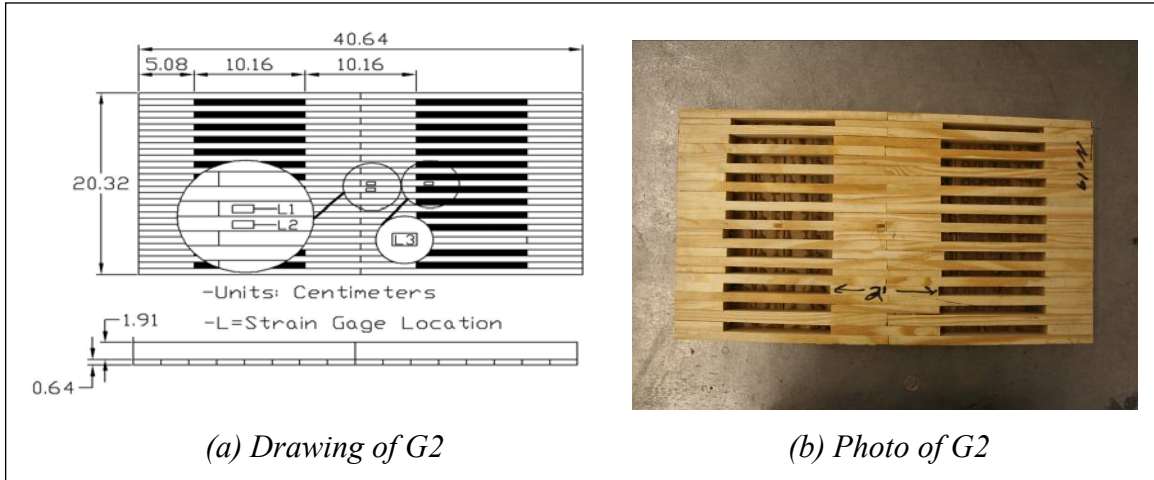 40.64
5.08
10.16
10.16
20.32
L1
L2
L3
-Units: Centimeters
-L=Strain Gage Location
1.91
0.64
(a) Drawing of G2
No19
2'
(b) Photo of G2